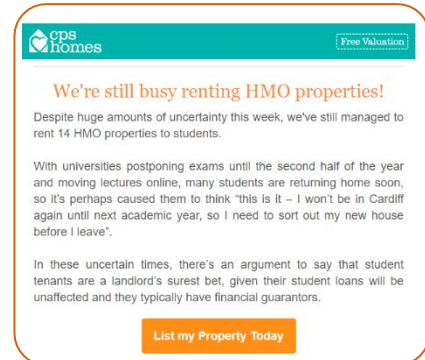 cps
homes
Free Valuation
We're still busy renting HMO properties!
Despite huge amounts of uncertainty this week, we've still managed to
rent 14 HMO properties to students.
With universities postponing exams until the second half of the year
and moving lectures online, many students are returning home soon,
so it's perhaps caused them to think “this is it – I won't be in Cardiff
again until next academic year, so I need to sort out my new house
before I leave”.
In these uncertain times, there's an argument to say that student
tenants are a landlord's surest bet, given their student loans will be
unaffected and they typically have financial guarantors.
List my Property Today